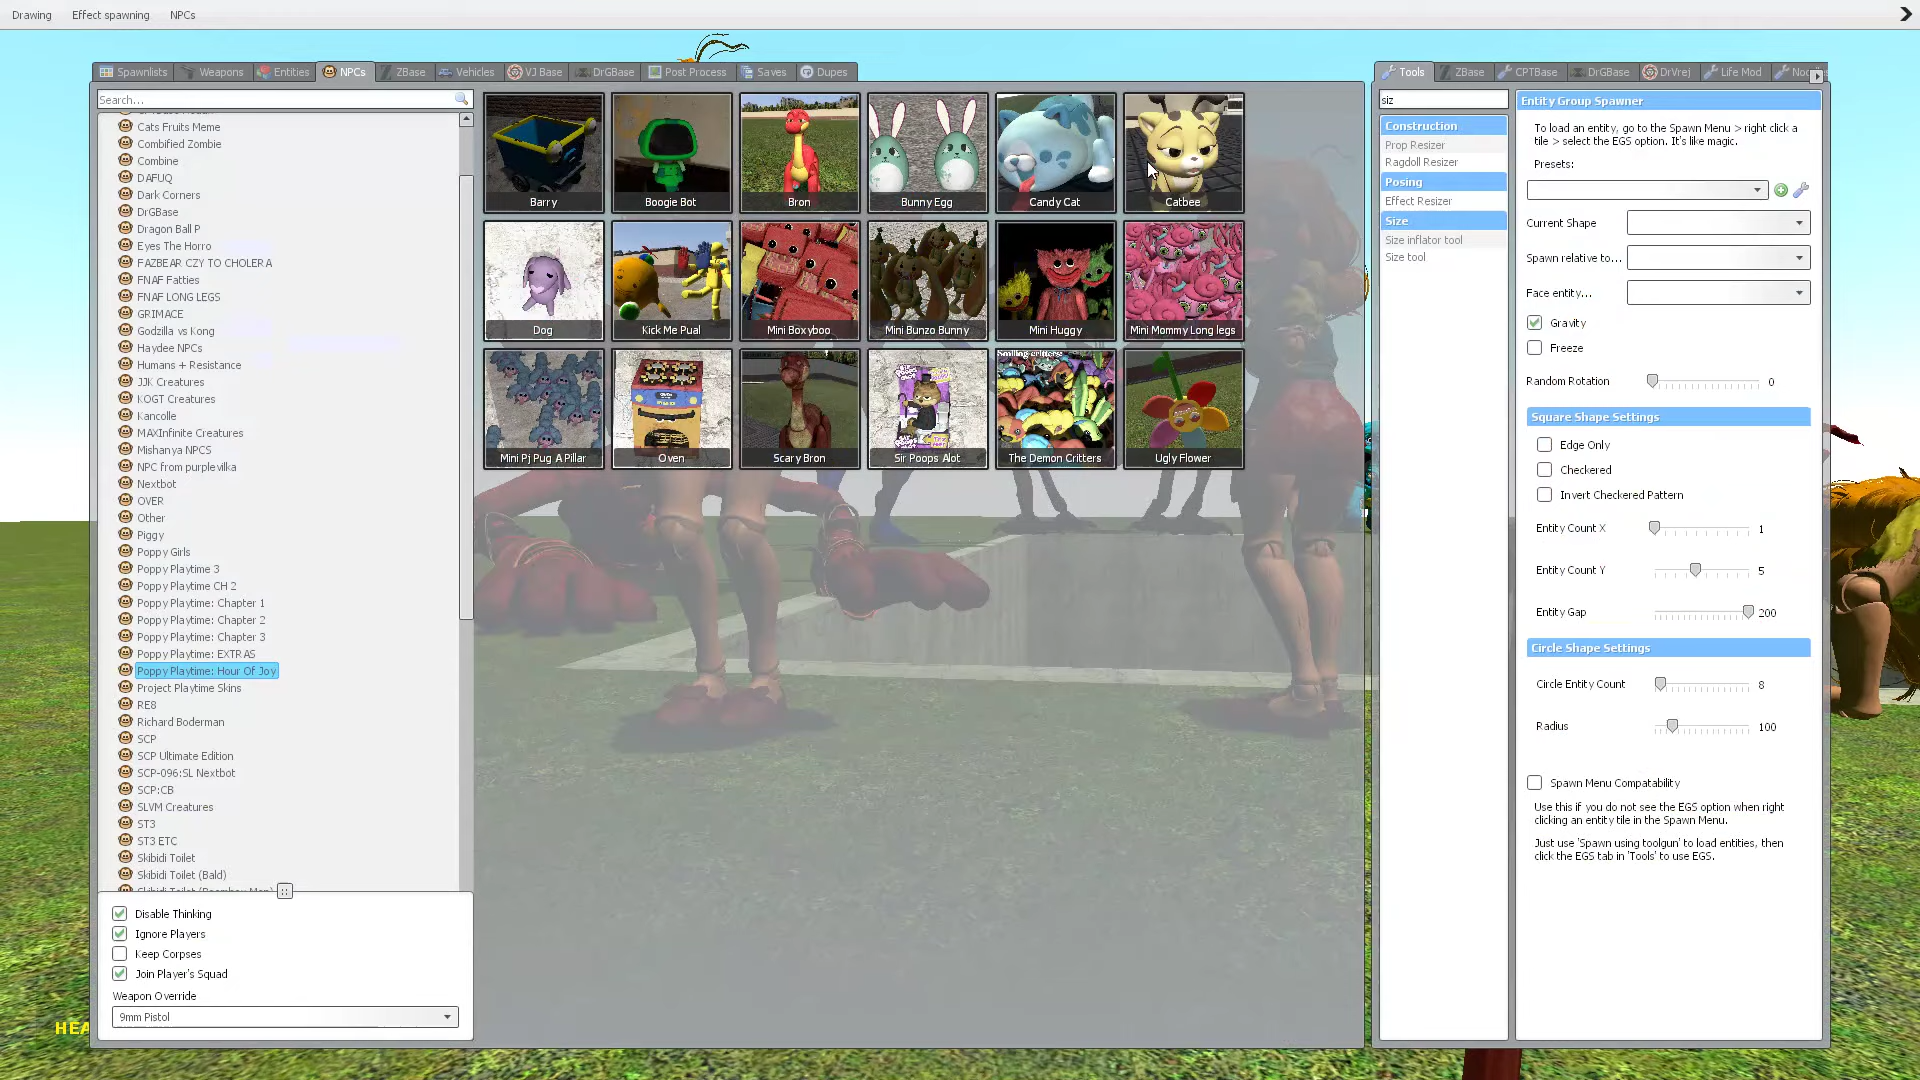 Drawing Effect spawning NPCs
Spawnlists Weapons Entities NPCs ZBase Vehicles VJ Base DrGBase Post Process Saves Dupes
Search...
Cats Fruits Meme
Combified Zombie
Combine
DAFUQ
Dark Corners
DrGBase
Dragon Ball P
Eyes The Horro
FAZBEAR CZY TO CHOLERA
FNAF Fatties
FNAF LONG LEGS
GRIMACE
Godzilla vs Kong
Haydee NPCs
Humans + Resistance
JJK Creatures
KOGT Creatures
Kancolle
MAXInfinite Creatures
Mishanya NPCS
NPC from purplevilka
Nextbot
OVER
Other
Piggy
Poppy Girls
Poppy Playtime 3
Poppy Playtime CH 2
Poppy Playtime: Chapter 1
Poppy Playtime: Chapter 2
Poppy Playtime: Chapter 3
Poppy Playtime: EXTRAS
Poppy Playtime: Hour Of Joy
Project Playtime Skins
RE8
Richard Boderman
SCP
SCP Ultimate Edition
SCP-096:SL Nextbot
SCP:CB
SLVM Creatures
ST3
ST3 ETC
Skibidi Toilet
Skibidi Toilet (Bald)
Disable Thinking
Ignore Players
Keep Corpses
Join Player's Squad
Weapon Override
9mm Pistol
HEA
Barry Boogie Bot Bron Bunny Egg Candy Cat Catbee
Dog Kick Me Pual Mini Boxyboo Mini Bunzo Bunny Mini Huggy Mini Mommy Long legs
Smiling critters:
Mini Pj Pug A Pillar Oven Scary Bron Sir Poops Alot The Demon Critters Ugly Flower
Tools ZBase CPTBase DrGBase DrVrej Life Mod
siz
Construction
Prop Resizer
Ragdoll Resizer
Posing
Effect Resizer
Size
Size inflator tool
Size tool
Entity Group Spawner
To load an entity, go to the Spawn Menu > right click a
tile > select the EGS option. It's like magic.
Presets:
Current Shape
Spawn relative to...
Face entity...
Gravity
Freeze
Random Rotation 0
Square Shape Settings
Edge Only
Checkered
Invert Checkered Pattern
Entity Count X 1
Entity Count Y 5
Entity Gap 200
Circle Shape Settings
Circle Entity Count 8
Radius 100
Spawn Menu Compatability
Use this if you do not see the EGS option when right
clicking an entity tile in the Spawn Menu.
Just use 'Spawn using toolgun' to load entities, then
click the EGS tab in 'Tools' to use EGS.